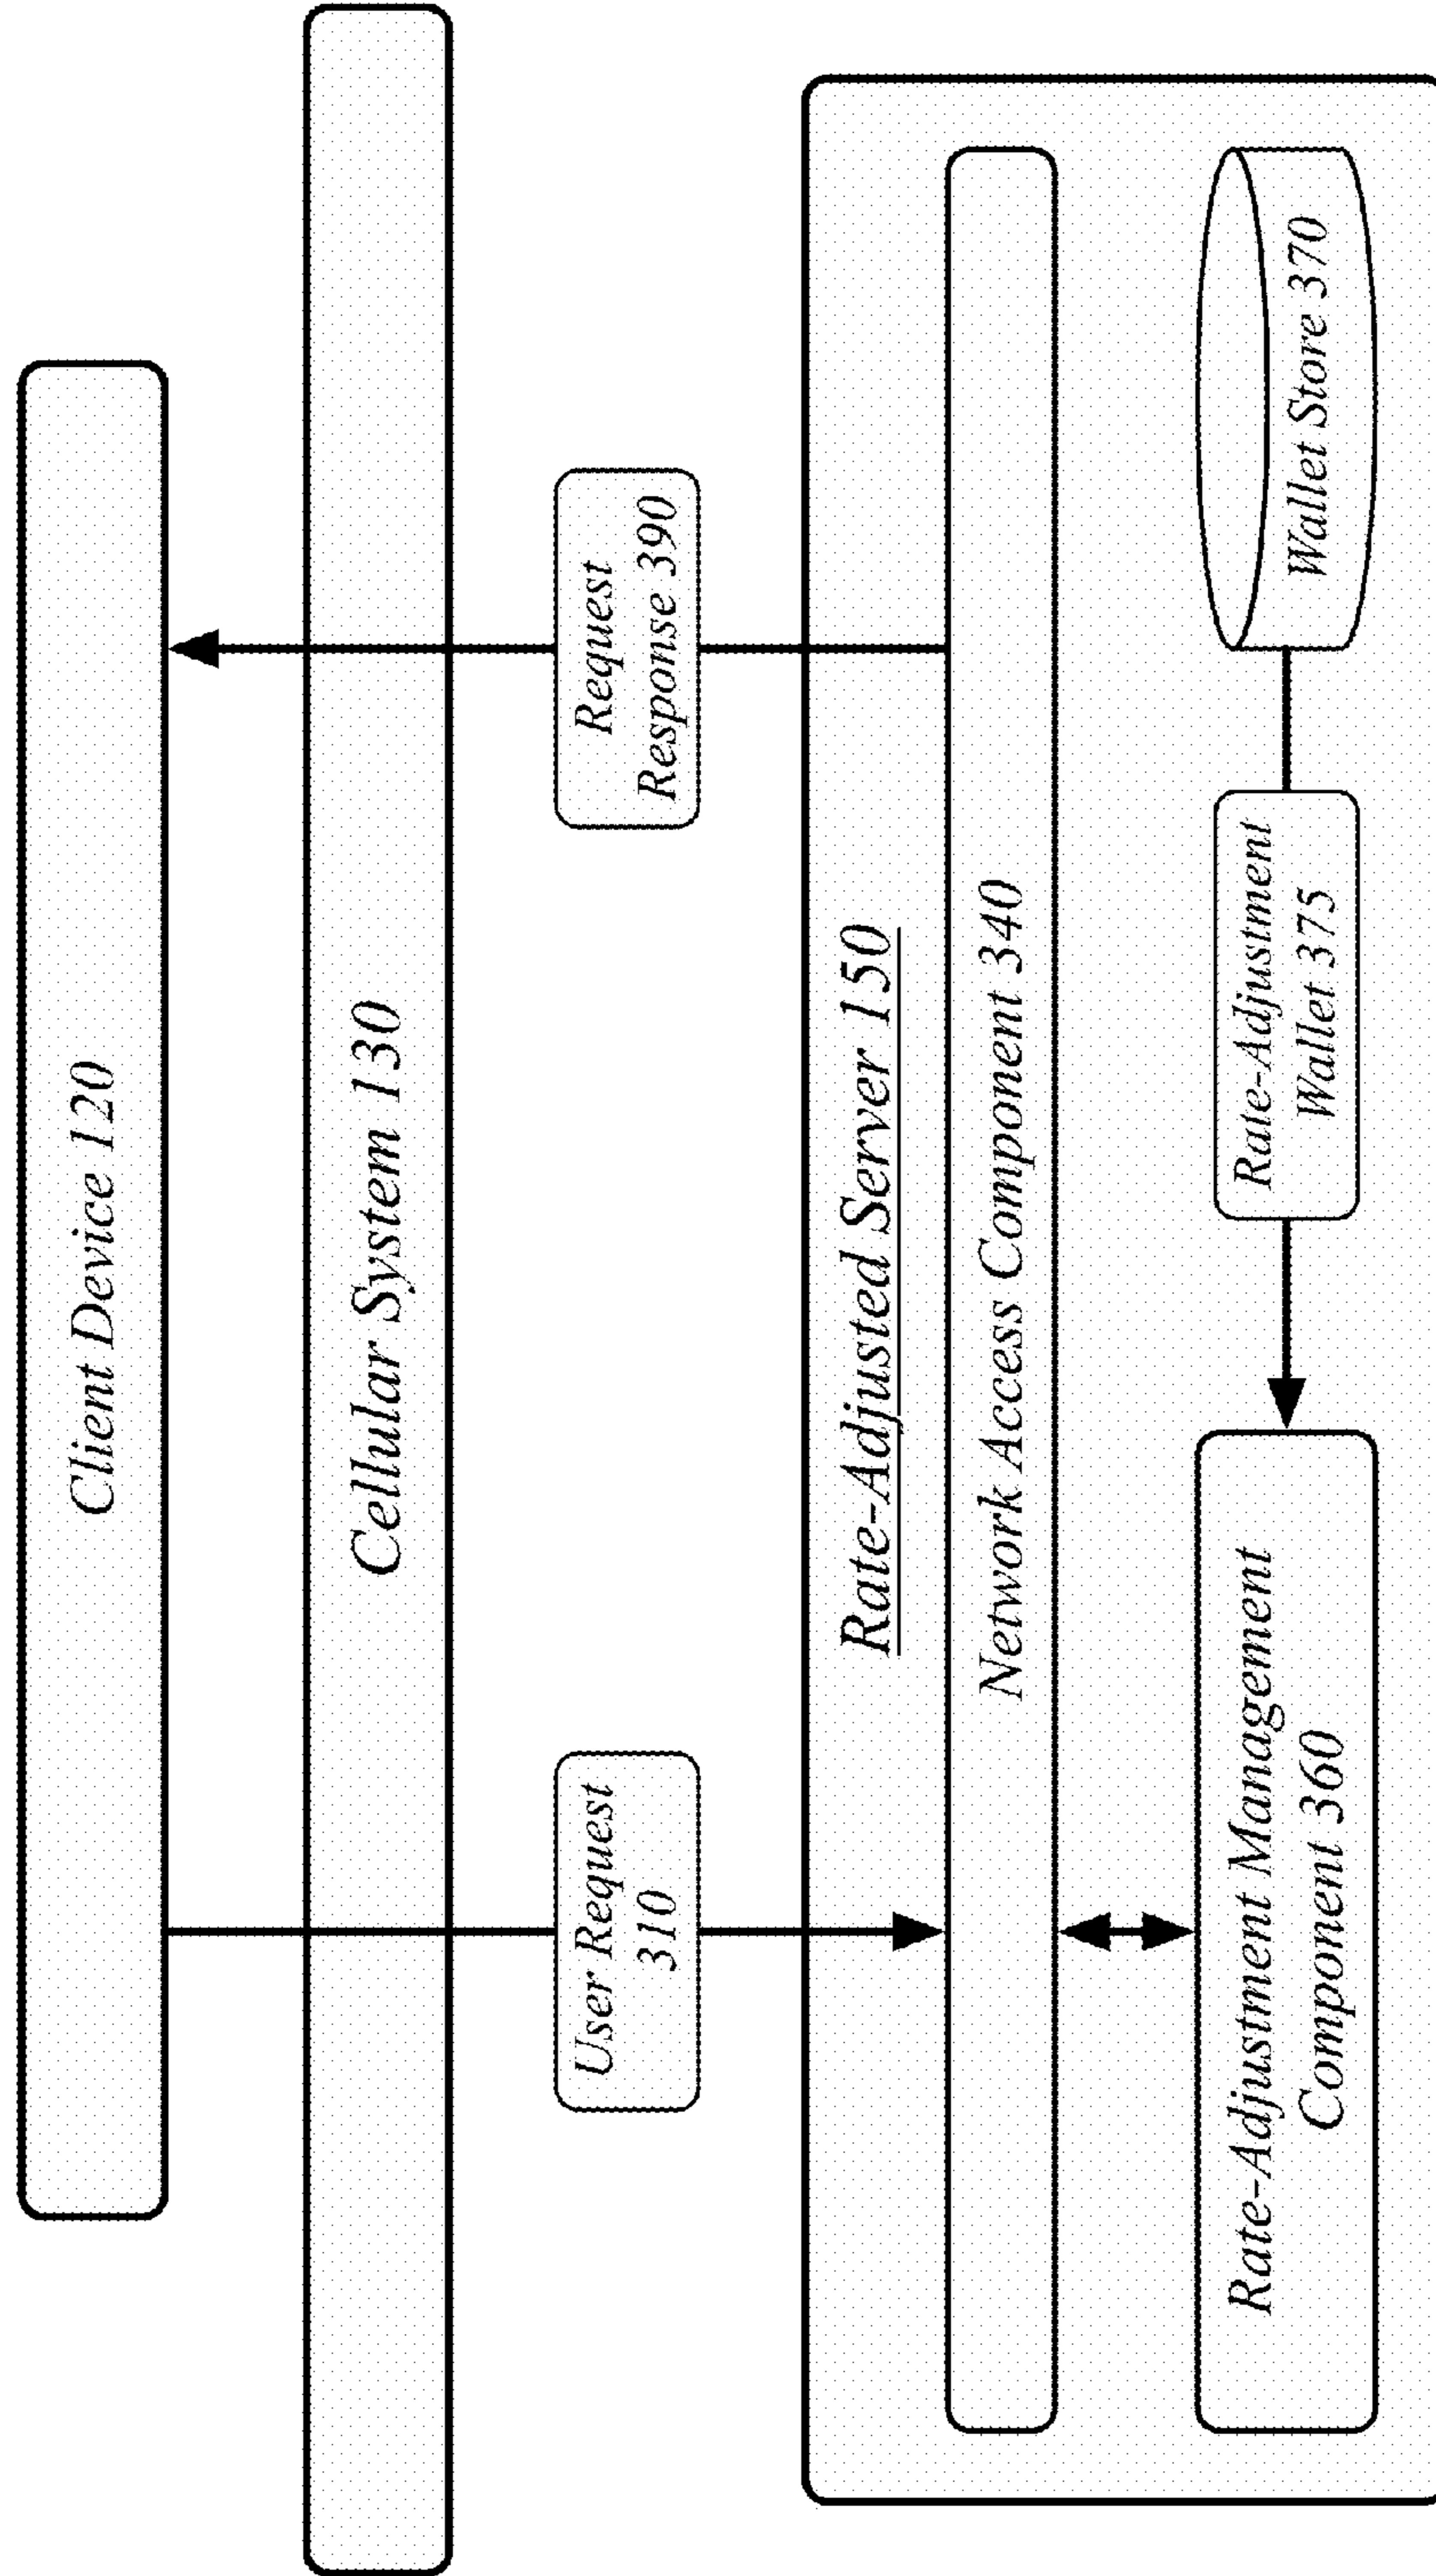 Client Device 120
Cellular System 130
User Request
310
Request
Response 390
Rate-Adjusted Server 150
Network Access Component 340
Rate-Adjustment Management
Component 360
Rate-Adjustment
Wallet 375
Wallet Store 370